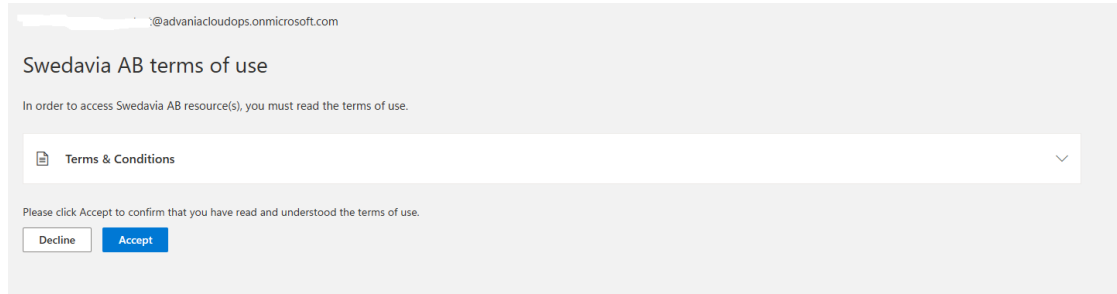 @advaniacloudops.onmicrosoft.com
Swedavia AB terms of use
In order to access Swedavia AB resource(s), you must read the terms of use.
Terms & Conditions
Please click Accept to confirm that you have read and understood the terms of use.
Decline
Accept